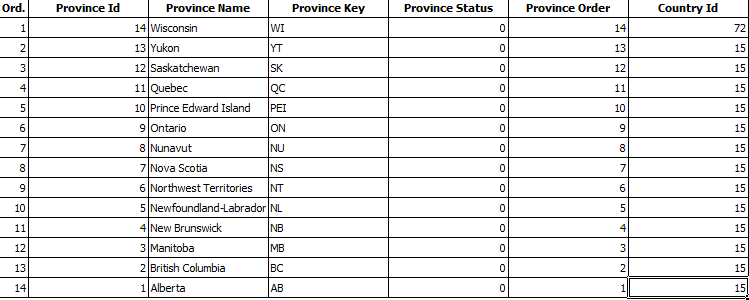 Ord. Province Id Province Name Province Key Province Status Province Order Country Id
1 14 Wisconsin WI 0 14 72
2 13 Yukon YT 0 13 15
3 12 Saskatchewan SK 0 12 15
4 11 Quebec QC 0 11 15
5 10 Prince Edward Island PEI 0 10 15
6 9 Ontario ON 0 9 15
7 8 Nunavut NU 0 8 15
8 7 Nova Scotia NS 0 7 15
9 6 Northwest Territories NT 0 6 15
10 5 Newfoundland-Labrador NL 0 5 15
11 4 New Brunswick NB 0 4 15
12 3 Manitoba MB 0 3 15
13 2 British Columbia BC 0 2 15
14 1 Alberta AB 0 1 15